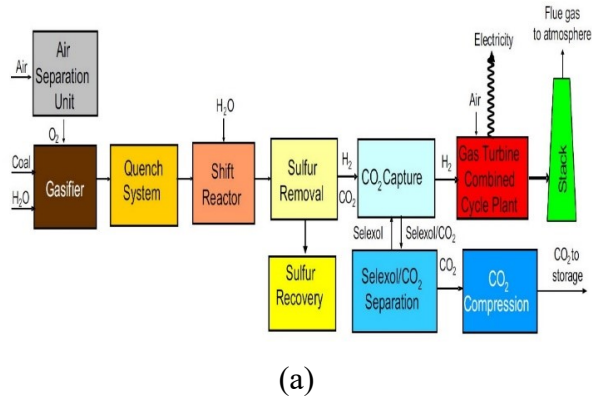 Flue gas
to atmosphere
Electricity
Air
Separation
Unit
Air
H₂O
Air
O₂
Coal
H₂O
Gasifier
Quench
System
Shift
Reactor
Sulfur
Removal
H₂
CO₂
CO₂ Capture
H₂
Gas Turbine
Combined
Cycle Plant
Stack
Selexol
Selexol/CO₂
Sulfur
Recovery
Selexol/CO₂
Separation
CO₂
CO₂
Compression
CO₂ to
storage
(a)